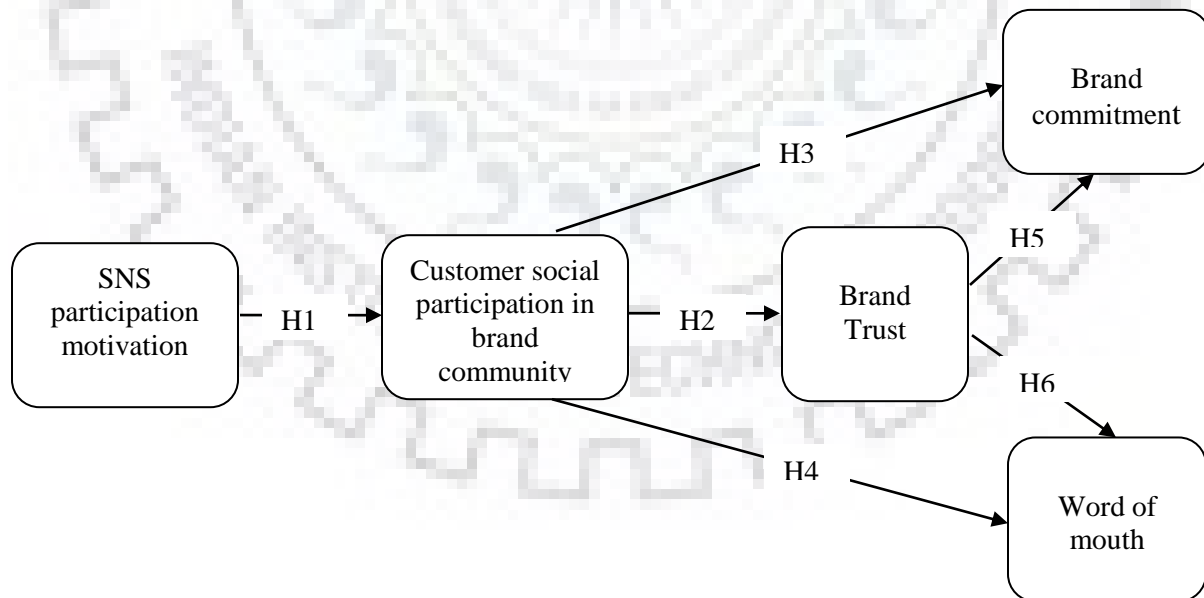 Brand
commitment
H3
H5
SNS
participation
motivation
H1
Customer social
participation in
brand
community
H2
Brand
Trust
H6
H4
Word of
mouth